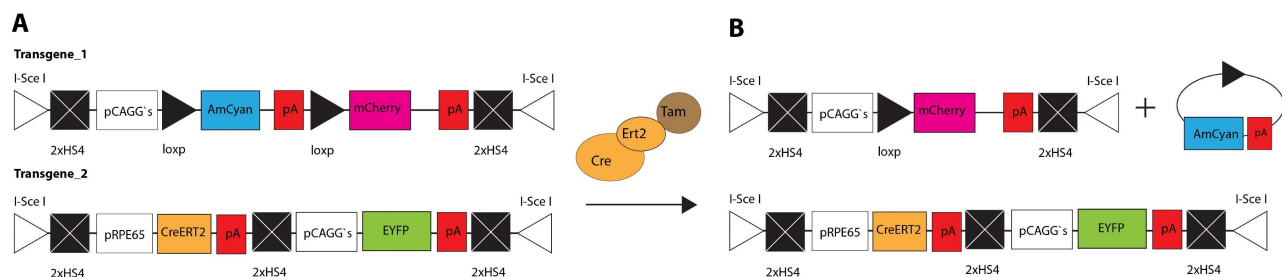 A
Transgene_1
I-Sce I
I-Sce I
pCAGG`s
AmCyan
pA
mCherry
pA
2xHS4
loxp
loxp
2xHS4
Transgene_2
I-Sce I
I-Sce I
pRPE65
CreERT2
pA
pCAGG`s
EYFP
pA
2xHS4
2xHS4
2xHS4
Tam
Ert2
Cre
B
I-Sce I
I-Sce I
pCAGG`s
mCherry
pA
+
AmCyan
pA
2xHS4
loxp
2xHS4
I-Sce I
I-Sce I
pRPE65
CreERT2
pA
pCAGG`s
EYFP
pA
2xHS4
2xHS4
2xHS4